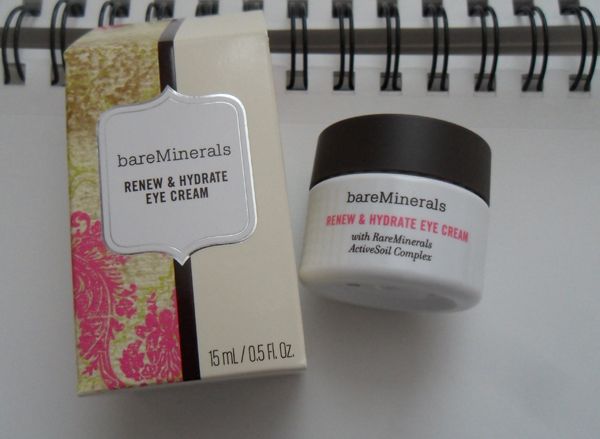 bareMinerals
RENEW & HYDRATE
EYE CREAM
15 mL / 0.5 Fl. Oz.
bareMinerals
RENEW & HYDRATE EYE CREAM
with RareMinerals
ActiveSoil Complex